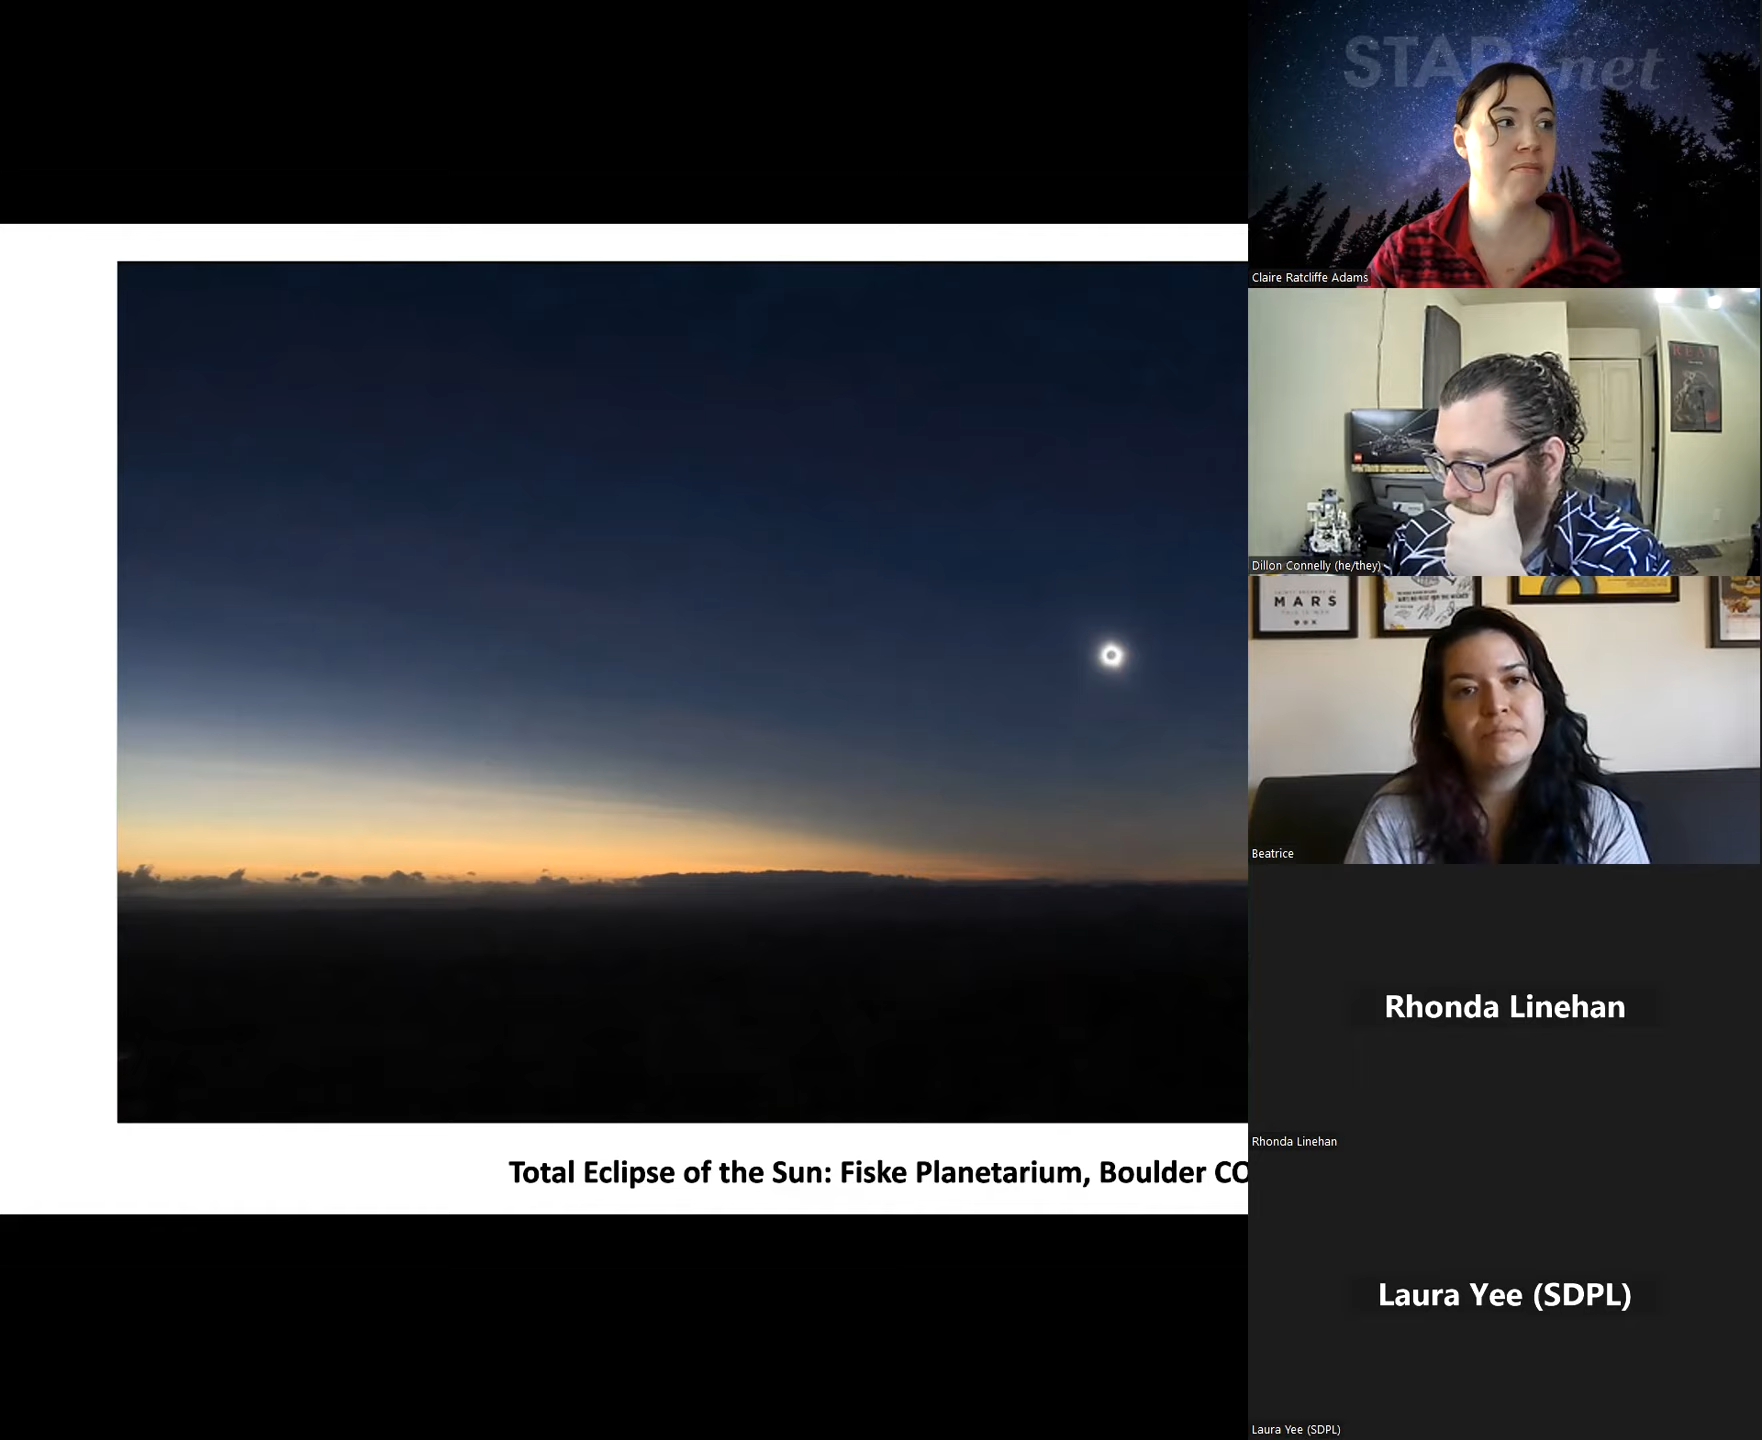 STAR net
Claire Ratcliffe Adams
READ
Dillon Connelly (he/they)
MARS
Beatrice
Rhonda Linehan
Rhonda Linehan
Total Eclipse of the Sun: Fiske Planetarium, Boulder CO
Laura Yee (SDPL)
Laura Yee (SDPL)